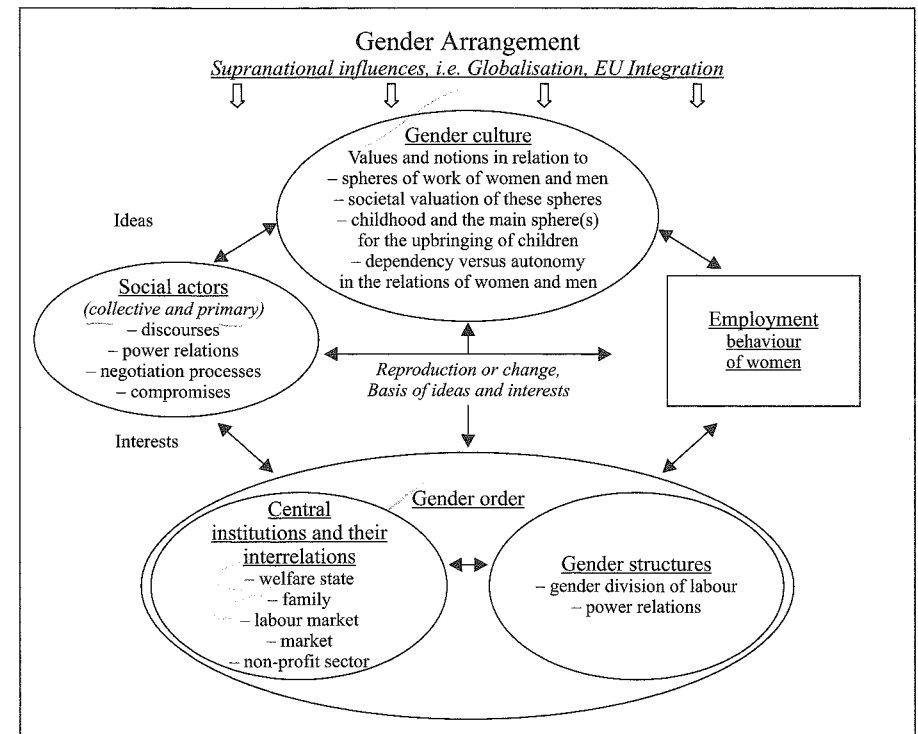 Gender Arrangement
Supranational influences, i.e. Globalisation, EU Integration
Gender culture
Values and notions in relation to
– spheres of work of women and men
– societal valuation of these spheres
– childhood and the main sphere(s)
for the upbringing of children
– dependency versus autonomy
in the relations of women and men
Ideas
Social actors
(collective and primary)
– discourses
– power relations
– negotiation processes
– compromises
Employment
behaviour
of women
Reproduction or change,
Basis of ideas and interests
Interests
Gender order
Central
institutions and their
interrelations
– welfare state
– family
– labour market
– market
– non-profit sector
Gender structures
– gender division of labour
– power relations